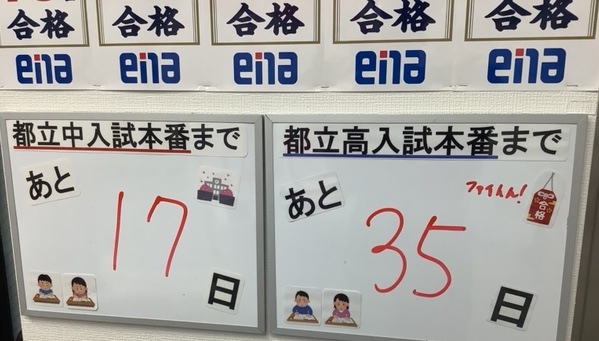 合格
合格
合格
合格
合格
ena
ena
ena
ena
ena
都立中入試本番まで
あと
17
日
都立高入試本番まで
あと
ファイトん!
合格
35
日